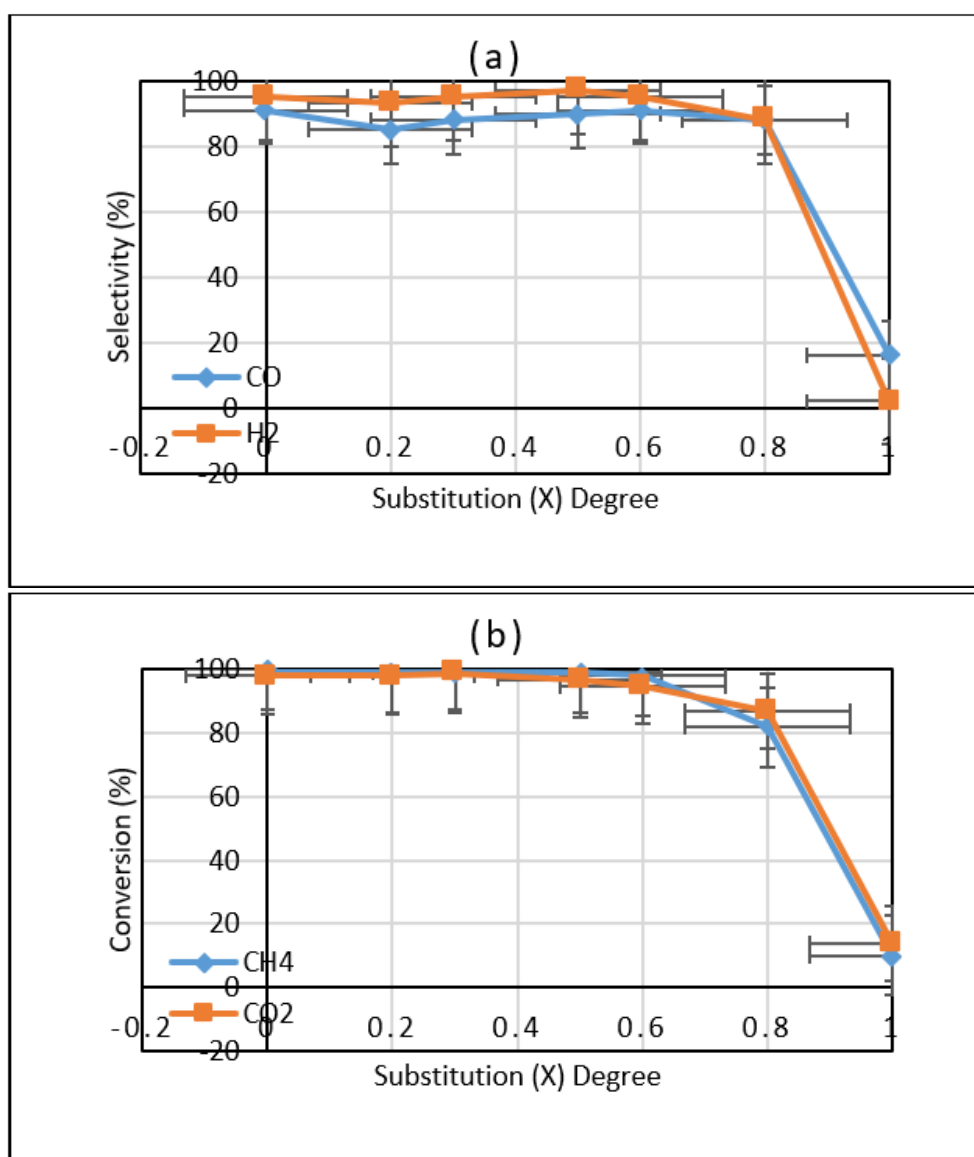 (a)
100
80
60
40
20
0
-20
Selectivity (%)
CO
H2
-0.2 0 0.2 0.4 0.6 0.8 1
Substitution (X) Degree
(b)
100
80
60
40
20
0
-20
Conversion (%)
CH4
CO2
-0.2 0 0.2 0.4 0.6 0.8 1
Substitution (X) Degree